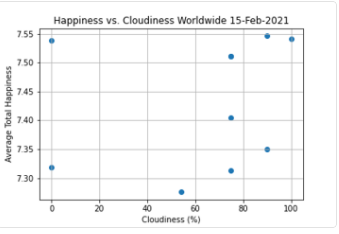 Happiness vs. Cloudiness Worldwide 15-Feb-2021
7.55
7.50
7.45
7.40
7.35
7.30
Average Total Happiness
0 20 40 60 80 100
Cloudiness (%)